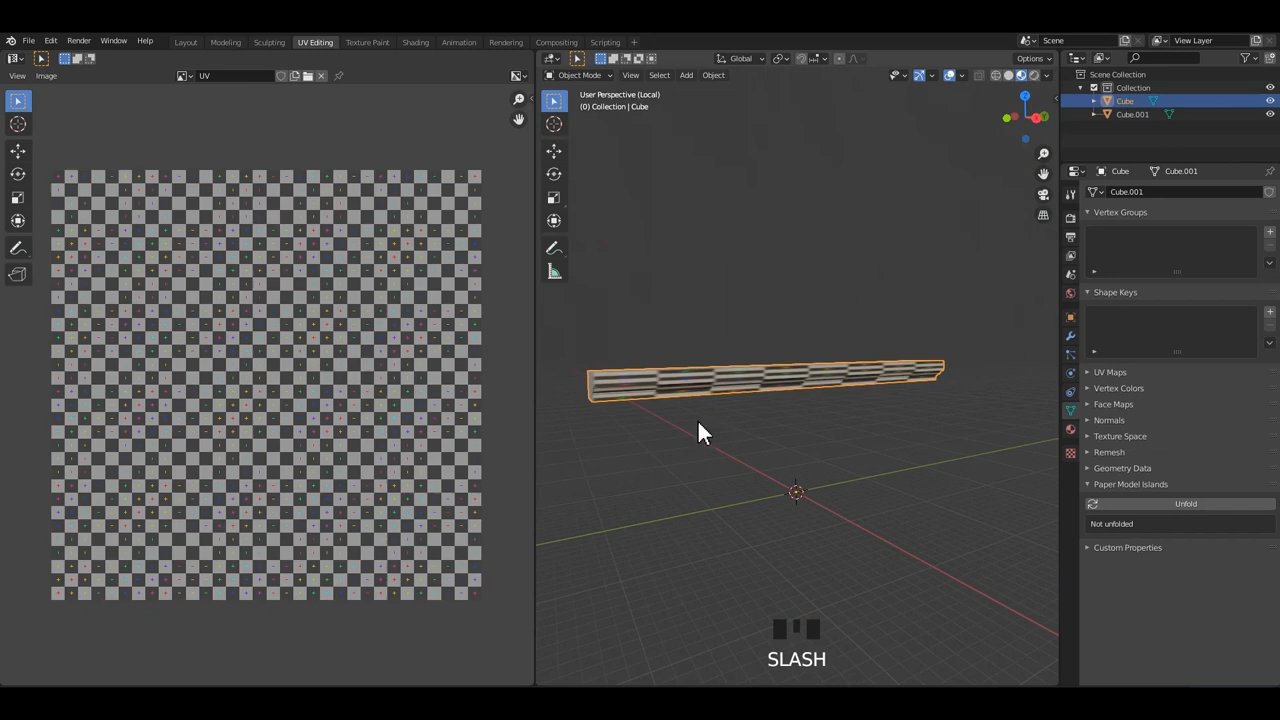 File Edit Render Window Help Layout Modeling Sculpting UV Editing Texture Paint Shading Animation Rendering Compositing Scripting + Scene View Layer
Global Options
View Image UV Object Mode View Select Add Object
Scene Collection
Collection
Cube
Cube.001
User Perspective (Local)
(0) Collection | Cube
Cube Cube.001
Cube.001
Vertex Groups
Shape Keys
UV Maps
Vertex Colors
Face Maps
Normals
Texture Space
Remesh
Geometry Data
Paper Model Islands
Unfold
Not unfolded
Custom Properties
SLASH